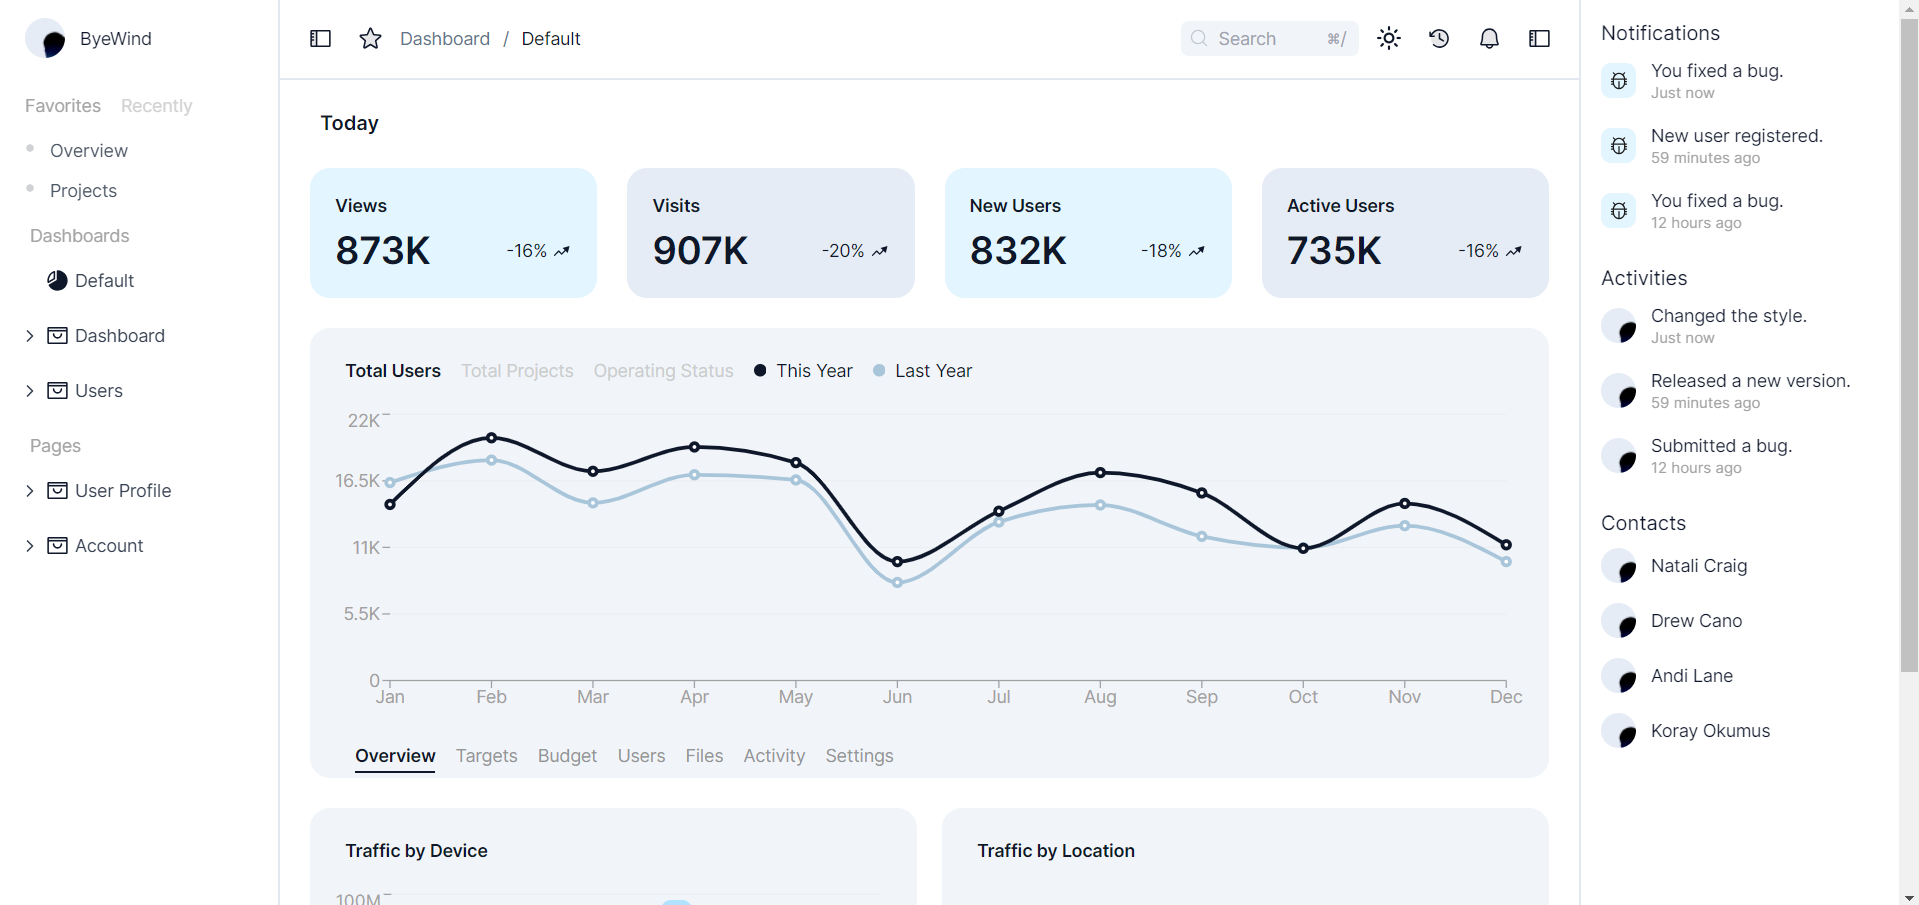 ByeWind
Favorites Recently
Overview
Projects
Dashboards
Default
Dashboard
Users
Pages
User Profile
Account
Dashboard / Default
Search ⌘/
Today
Views
873K -16%
Visits
907K -20%
New Users
832K -18%
Active Users
735K -16%
Total Users Total Projects Operating Status This Year Last Year
22K
16.5K
11K
5.5K
0
Jan Feb Mar Apr May Jun Jul Aug Sep Oct Nov Dec
Overview Targets Budget Users Files Activity Settings
Traffic by Device
100M
Traffic by Location
Notifications
You fixed a bug.
Just now
New user registered.
59 minutes ago
You fixed a bug.
12 hours ago
Activities
Changed the style.
Just now
Released a new version.
59 minutes ago
Submitted a bug.
12 hours ago
Contacts
Natali Craig
Drew Cano
Andi Lane
Koray Okumus